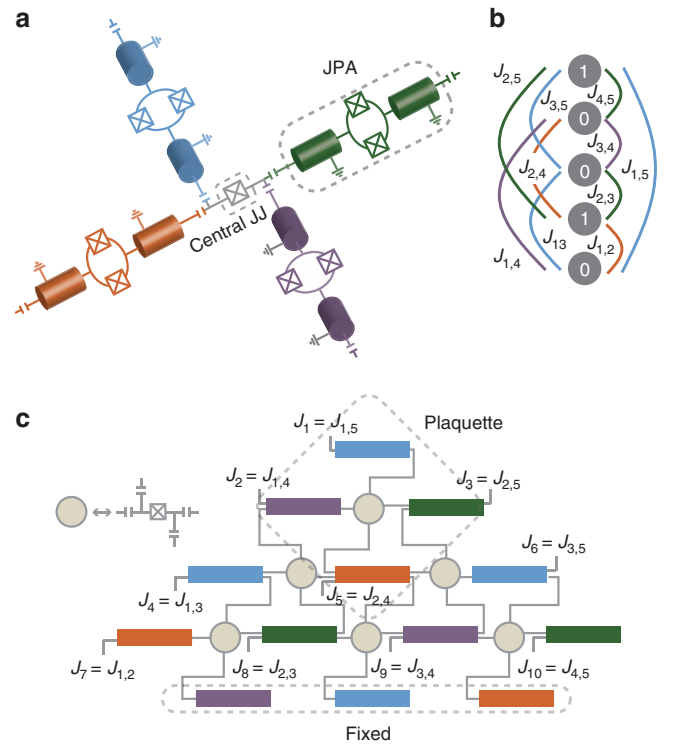 a
JPA
Central JJ
b
J2,5
J3,5
J4,5
J3,4
J2,4
J1,5
J2,3
J13
J1,2
J1,4
1
0
0
1
0
c
J1 = J1,5
Plaquette
J2 = J1,4
J3 = J2,5
J6 = J3,5
J4 = J1,3
J5 = J2,4
J7 = J1,2
J8 = J2,3
J9 = J3,4
J10 = J4,5
Fixed